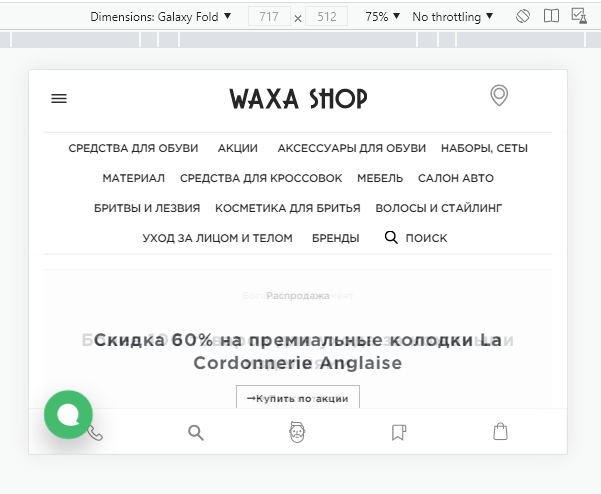 Dimensions: Galaxy Fold ▼ 717 × 512 75% ▼ No throttling ▼
WAXA SHOP
СРЕДСТВА ДЛЯ ОБУВИ АКЦИИ АКСЕССУАРЫ ДЛЯ ОБУВИ НАБОРЫ, СЕТЫ
МАТЕРИАЛ СРЕДСТВА ДЛЯ КРОССОВОК МЕБЕЛЬ САЛОН АВТО
БРИТВЫ И ЛЕЗВИЯ КОСМЕТИКА ДЛЯ БРИТЬЯ ВОЛОСЫ И СТАЙЛИНГ
УХОД ЗА ЛИЦОМ И ТЕЛОМ БРЕНДЫ ПОИСК
Распродажа
Скидка 60% на премиальные колодки La
Cordonnerie Anglaise
→Купить по акции